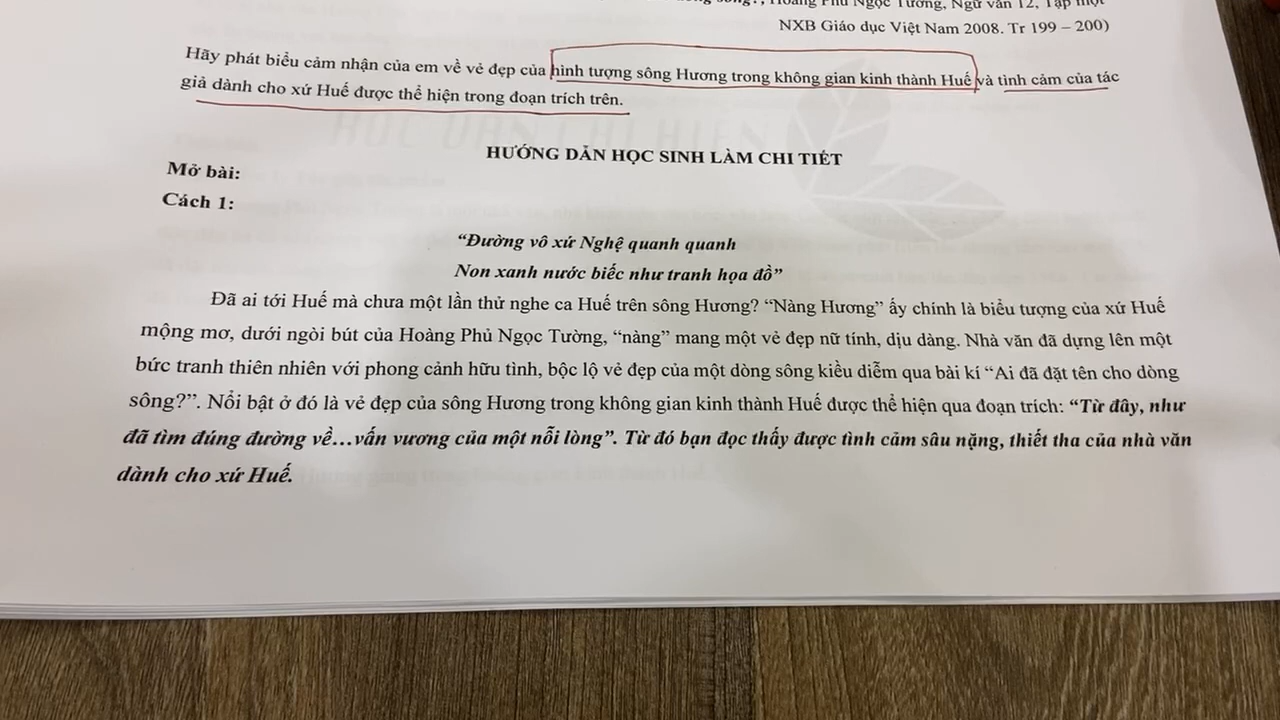 Hoàng Phủ Ngọc Tường, Ngữ văn 12, Tập một
NXB Giáo dục Việt Nam 2008. Tr 199 – 200)
Hãy phát biểu cảm nhận của em về vẻ đẹp của hình tượng sông Hương trong không gian kinh thành Huế và tình cảm của tác
giả dành cho xứ Huế được thể hiện trong đoạn trích trên.
HƯỚNG DẪN HỌC SINH LÀM CHI TIẾT
Mở bài:
Cách 1:
“Đường vô xứ Nghệ quanh quanh
Non xanh nước biếc như tranh họa đồ”
Đã ai tới Huế mà chưa một lần thử nghe ca Huế trên sông Hương? “Nàng Hương” ấy chính là biểu tượng của xứ Huế
mộng mơ, dưới ngòi bút của Hoàng Phủ Ngọc Tường, “nàng” mang một vẻ đẹp nữ tính, dịu dàng. Nhà văn đã dựng lên một
bức tranh thiên nhiên với phong cảnh hữu tình, bộc lộ vẻ đẹp của một dòng sông kiều diễm qua bài kí “Ai đã đặt tên cho dòng
sông?”. Nổi bật ở đó là vẻ đẹp của sông Hương trong không gian kinh thành Huế được thể hiện qua đoạn trích: “Từ đây, như
đã tìm đúng đường về…vấn vương của một nỗi lòng”. Từ đó bạn đọc thấy được tình cảm sâu nặng, thiết tha của nhà văn
dành cho xứ Huế.